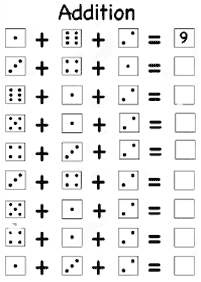 Addition
+ + = 9
+ + =
+ + =
+ + =
+ + =
+ + =
+ + =
+ + =
+ + =